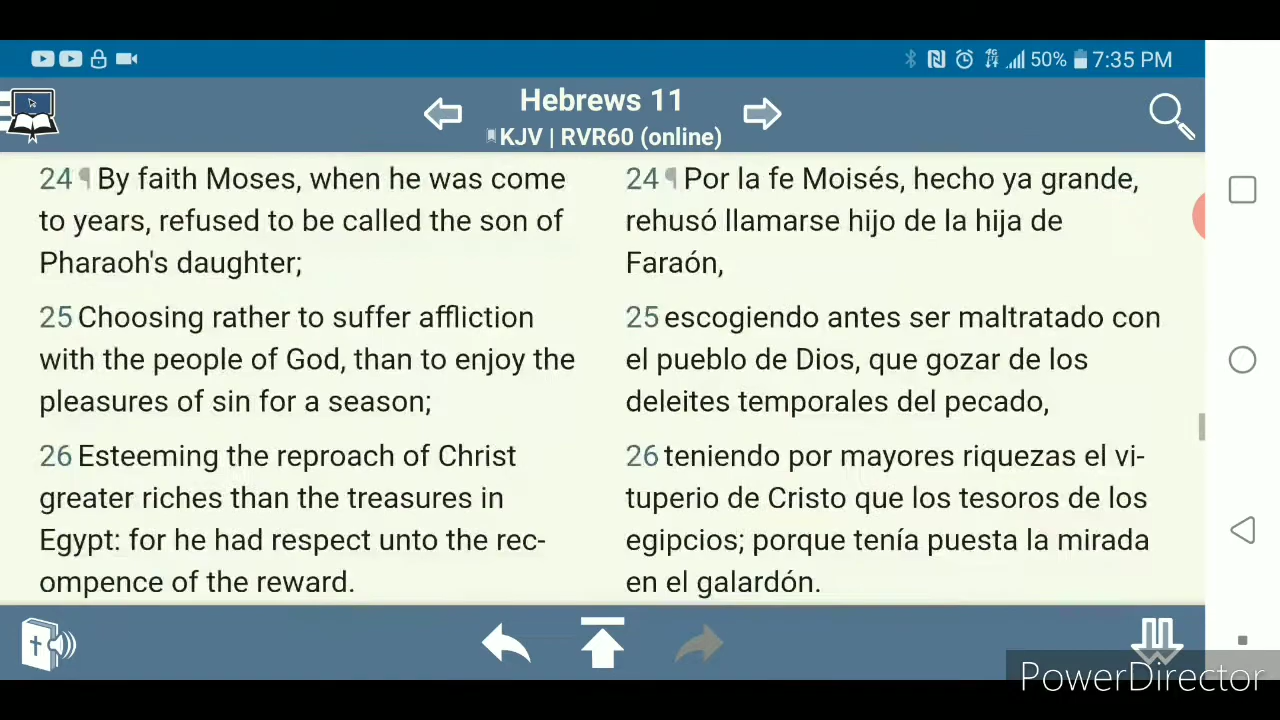 50% 7:35 PM
Hebrews 11
KJV | RVR60 (online)
24 ¶ By faith Moses, when he was come
to years, refused to be called the son of
Pharaoh's daughter;
25 Choosing rather to suffer affliction
with the people of God, than to enjoy the
pleasures of sin for a season;
26 Esteeming the reproach of Christ
greater riches than the treasures in
Egypt: for he had respect unto the rec-
ompence of the reward.
24 ¶ Por la fe Moisés, hecho ya grande,
rehusó llamarse hijo de la hija de
Faraón,
25 escogiendo antes ser maltratado con
el pueblo de Dios, que gozar de los
deleites temporales del pecado,
26 teniendo por mayores riquezas el vi-
tuperio de Cristo que los tesoros de los
egipcios; porque tenía puesta la mirada
en el galardón.
PowerDirector